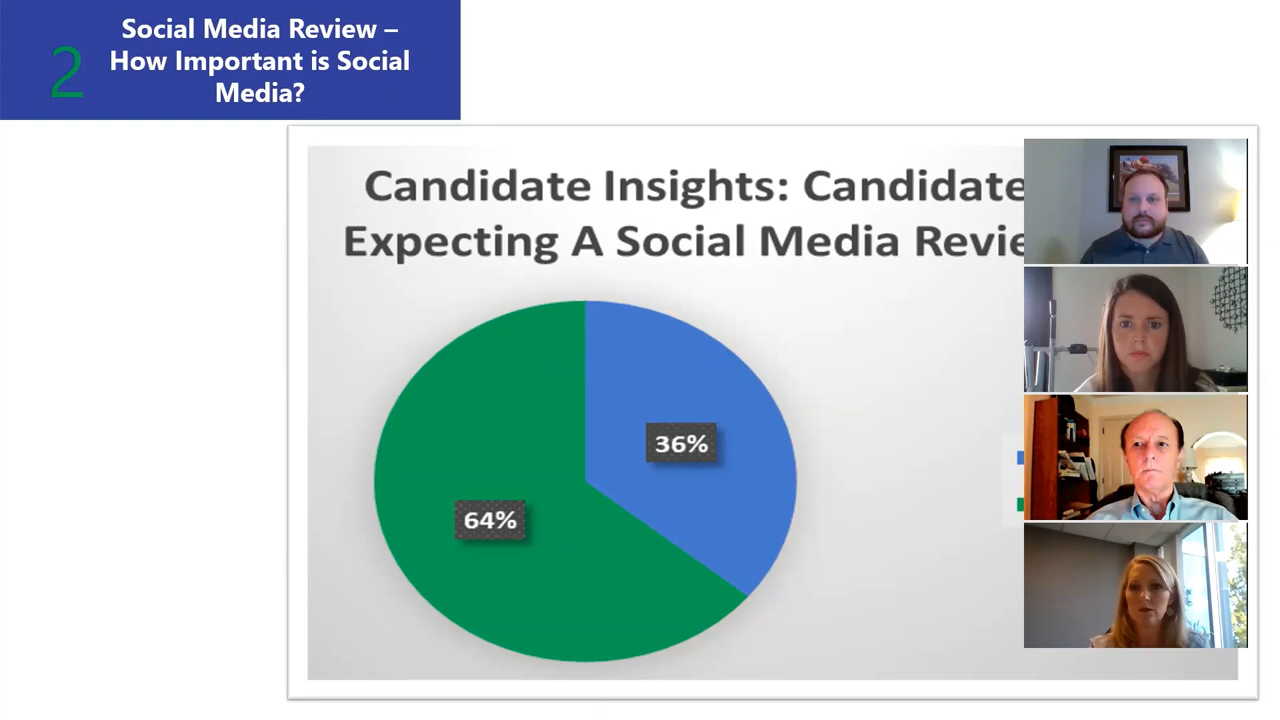 Social Media Review –
2
How Important is Social
Media?
Candidate Insights: Candidate
Expecting A Social Media Revie
36%
64%